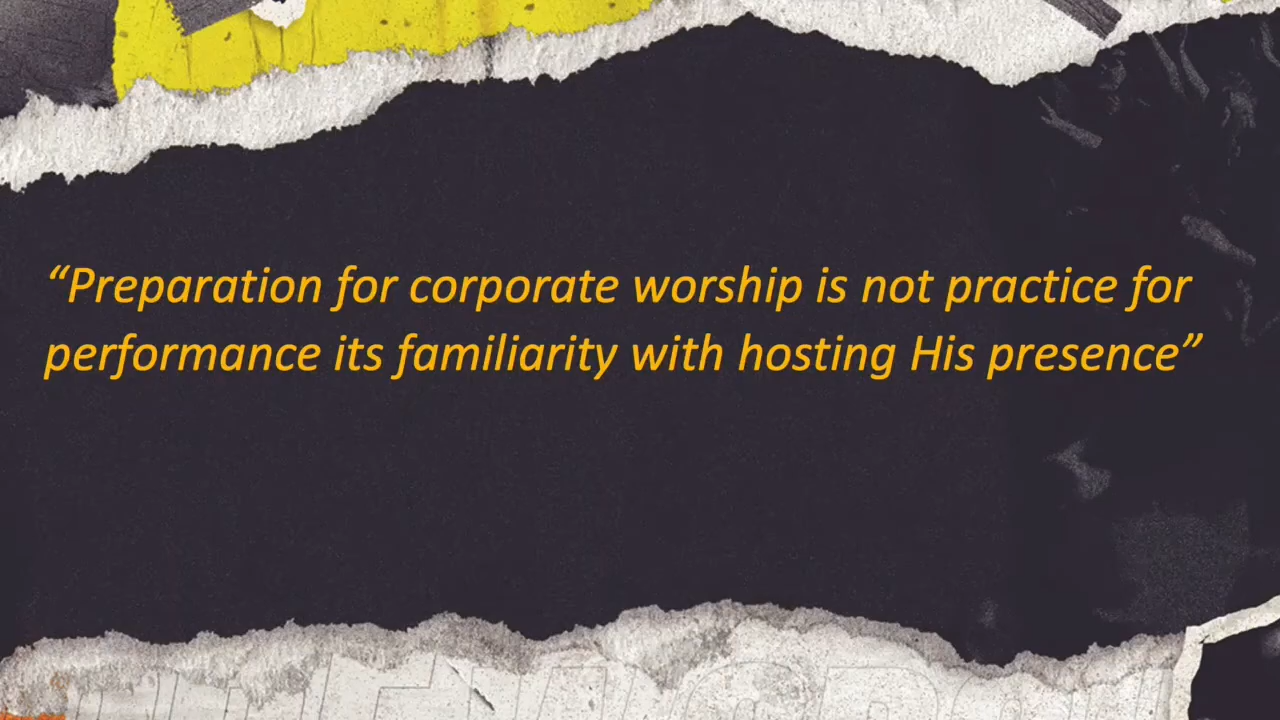 “Preparation for corporate worship is not practice for
performance its familiarity with hosting His presence”